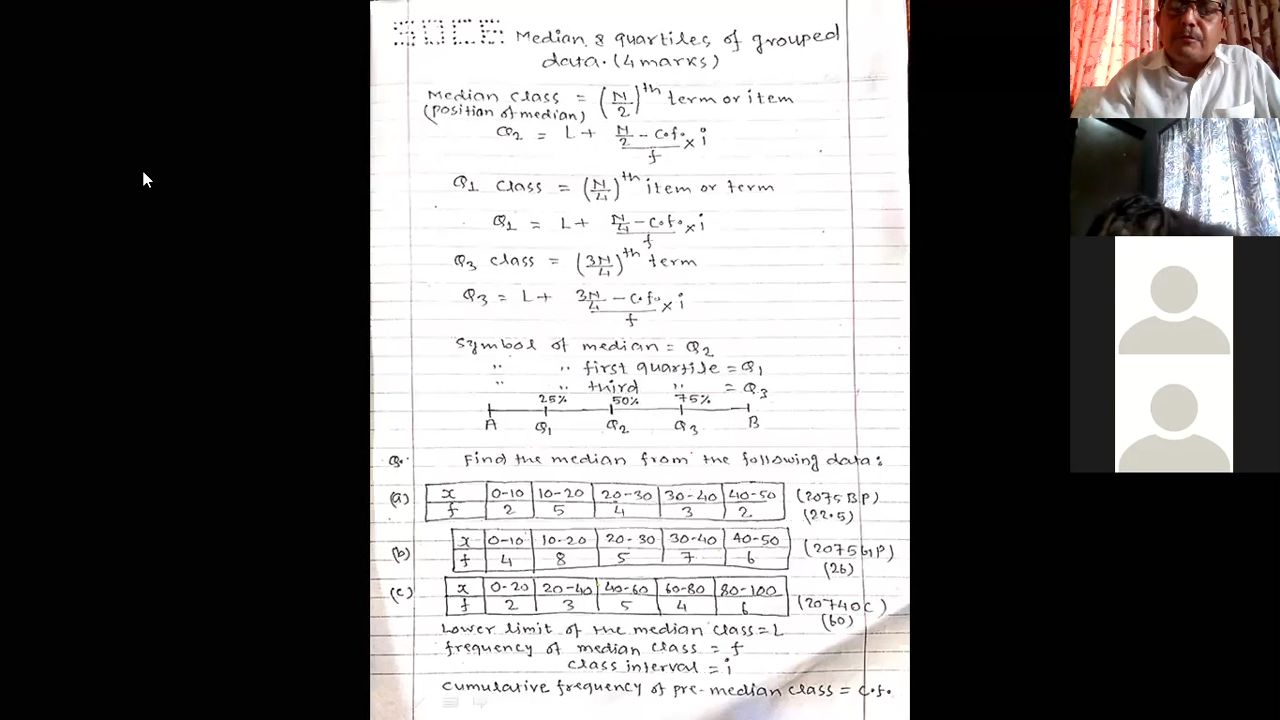 SOCE: Median & quartiles of grouped
data. (4 marks)
Median class = (N/2)th term or item
(position of median)
Q2 = L + (N/2 - c.f.)/f × i
Q1 class = (N/4)th item or term
Q1 = L + (N/4 - c.f.)/f × i
Q3 class = (3N/4)th term
Q3 = L + (3N/4 - c.f.)/f × i
Symbol of median = Q2
" " first quartile = Q1
" " third " = Q3
25% 50% 75%
A Q1 Q2 Q3 B
Q. Find the median from the following data:
(a) x 0-10 10-20 20-30 30-40 40-50 (2075 BP)
f 2 5 4 3 2 (22.5)
(b) x 0-10 10-20 20-30 30-40 40-50 (2075 GP)
f 4 8 5 7 6 (26)
(c) x 0-20 20-40 40-60 60-80 80-100 (2074 OC)
f 2 3 5 4 6 (60)
Lower limit of the median class = L
frequency of median class = f
class interval = i
cumulative frequency of pre-median class = c.f.